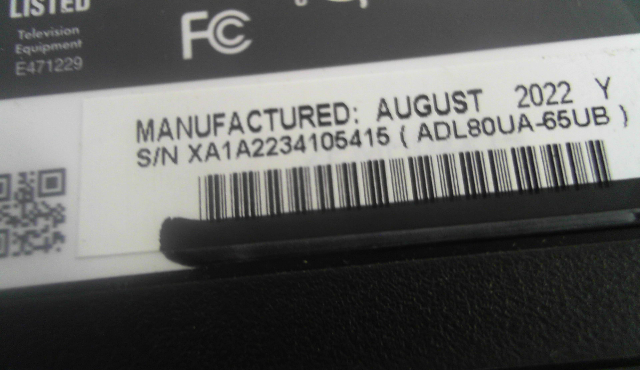 LISTED
Television
Equipment
E471229
FC
MANUFACTURED: AUGUST 2022 Y
S/N XA1A2234105415 ( ADL80UA-65UB )